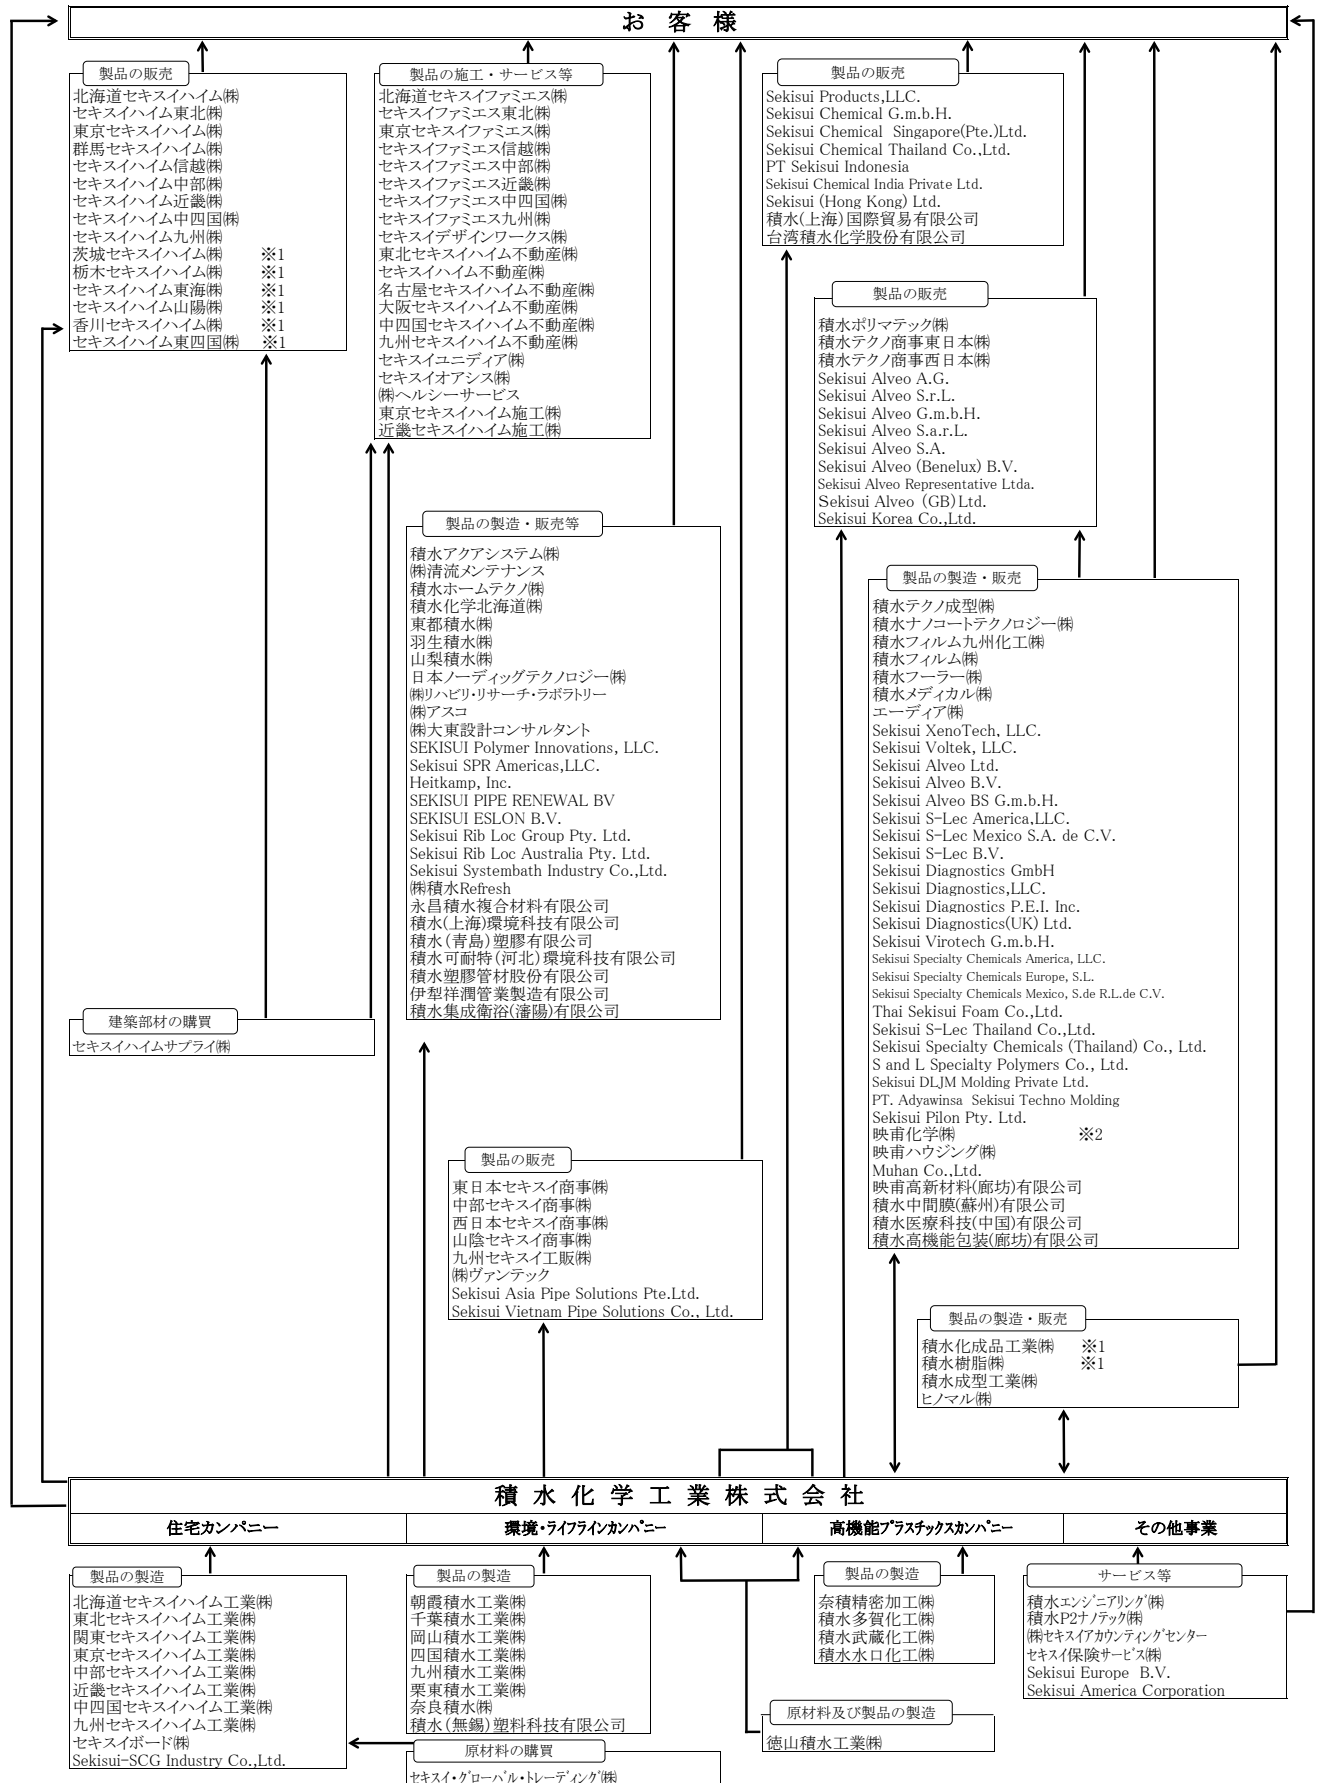 お 客 様
製品の販売
北海道セキスイハイム㈱
セキスイハイム東北㈱
東京セキスイハイム㈱
群馬セキスイハイム㈱
セキスイハイム信越㈱
セキスイハイム中部㈱
セキスイハイム近畿㈱
セキスイハイム中四国㈱
セキスイハイム九州㈱
茨城セキスイハイム㈱ ※1
栃木セキスイハイム㈱ ※1
セキスイハイム東海㈱ ※1
セキスイハイム山陽㈱ ※1
香川セキスイハイム㈱ ※1
セキスイハイム東四国㈱ ※1
製品の施工・サービス等
北海道セキスイファミエス㈱
セキスイファミエス東北㈱
東京セキスイファミエス㈱
セキスイファミエス信越㈱
セキスイファミエス中部㈱
セキスイファミエス近畿㈱
セキスイファミエス中四国㈱
セキスイファミエス九州㈱
セキスイデザインワークス㈱
東北セキスイハイム不動産㈱
セキスイハイム不動産㈱
名古屋セキスイハイム不動産㈱
大阪セキスイハイム不動産㈱
中四国セキスイハイム不動産㈱
九州セキスイハイム不動産㈱
セキスイユニディア㈱
セキスイオアシス㈱
㈱ヘルシーサービス
東京セキスイハイム施工㈱
近畿セキスイハイム施工㈱
製品の販売
Sekisui Products,LLC.
Sekisui Chemical G.m.b.H.
Sekisui Chemical Singapore(Pte.)Ltd.
Sekisui Chemical Thailand Co.,Ltd.
PT Sekisui Indonesia
Sekisui Chemical India Private Ltd.
Sekisui (Hong Kong) Ltd.
積水(上海)国際貿易有限公司
台湾積水化学股份有限公司
製品の販売
積水ポリマテック㈱
積水テクノ商事東日本㈱
積水テクノ商事西日本㈱
Sekisui Alveo A.G.
Sekisui Alveo S.r.L.
Sekisui Alveo G.m.b.H.
Sekisui Alveo S.a.r.L.
Sekisui Alveo S.A.
Sekisui Alveo (Benelux) B.V.
Sekisui Alveo Representative Ltda.
Sekisui Alveo (GB)Ltd.
Sekisui Korea Co.,Ltd.
製品の製造・販売等
積水アクアシステム㈱
㈱清流メンテナンス
積水ホームテクノ㈱
積水化学北海道㈱
東都積水㈱
羽生積水㈱
山梨積水㈱
日本ノーディッグテクノロジー㈱
㈱リハビリ・リサーチ・ラボラトリー
㈱アスコ
㈱大東設計コンサルタント
SEKISUI Polymer Innovations, LLC.
Sekisui SPR Americas,LLC.
Heitkamp, Inc.
SEKISUI PIPE RENEWAL BV
SEKISUI ESLON B.V.
Sekisui Rib Loc Group Pty. Ltd.
Sekisui Rib Loc Australia Pty. Ltd.
Sekisui Systembath Industry Co.,Ltd.
㈱積水Refresh
永昌積水複合材料有限公司
積水(上海)環境科技有限公司
積水(青島)塑膠有限公司
積水可耐特(河北)環境科技有限公司
積水塑膠管材股份有限公司
伊犁祥潤管業製造有限公司
積水集成衛浴(瀋陽)有限公司
製品の製造・販売
積水テクノ成型㈱
積水ナノコートテクノロジー㈱
積水フィルム九州化工㈱
積水フィルム㈱
積水フーラー㈱
積水メディカル㈱
エーディア㈱
Sekisui XenoTech, LLC.
Sekisui Voltek, LLC.
Sekisui Alveo Ltd.
Sekisui Alveo B.V.
Sekisui Alveo BS G.m.b.H.
Sekisui S-Lec America,LLC.
Sekisui S-Lec Mexico S.A. de C.V.
Sekisui S-Lec B.V.
Sekisui Diagnostics GmbH
Sekisui Diagnostics,LLC.
Sekisui Diagnostics P.E.I. Inc.
Sekisui Diagnostics(UK) Ltd.
Sekisui Virotech G.m.b.H.
Sekisui Specialty Chemicals America, LLC.
Sekisui Specialty Chemicals Europe, S.L.
Sekisui Specialty Chemicals Mexico, S.de R.L.de C.V.
Thai Sekisui Foam Co.,Ltd.
Sekisui S-Lec Thailand Co.,Ltd.
Sekisui Specialty Chemicals (Thailand) Co., Ltd.
S and L Specialty Polymers Co., Ltd.
Sekisui DLJM Molding Private Ltd.
PT. Adyawinsa Sekisui Techno Molding
Sekisui Pilon Pty. Ltd.
映甫化学㈱ ※2
映甫ハウジング㈱
Muhan Co.,Ltd.
映甫高新材料(廊坊)有限公司
積水中間膜(蘇州)有限公司
積水医療科技(中国)有限公司
積水高機能包装(廊坊)有限公司
建築部材の購買
セキスイハイムサプライ㈱
製品の販売
東日本セキスイ商事㈱
中部セキスイ商事㈱
西日本セキスイ商事㈱
山陰セキスイ商事㈱
九州セキスイ工販㈱
㈱ヴァンテック
Sekisui Asia Pipe Solutions Pte.Ltd.
Sekisui Vietnam Pipe Solutions Co., Ltd.
製品の製造・販売
積水化成品工業㈱ ※1
積水樹脂㈱ ※1
積水成型工業㈱
ヒノマル㈱
積 水 化 学 工 業 株 式 会 社
住宅カンパニー
環境・ライフラインカンパニー
高機能プラスチックスカンパニー
その他事業
製品の製造
北海道セキスイハイム工業㈱
東北セキスイハイム工業㈱
関東セキスイハイム工業㈱
東京セキスイハイム工業㈱
中部セキスイハイム工業㈱
近畿セキスイハイム工業㈱
中四国セキスイハイム工業㈱
九州セキスイハイム工業㈱
セキスイボード㈱
Sekisui-SCG Industry Co.,Ltd.
製品の製造
朝霞積水工業㈱
千葉積水工業㈱
岡山積水工業㈱
四国積水工業㈱
九州積水工業㈱
栗東積水工業㈱
奈良積水㈱
積水(無錫)塑料科技有限公司
製品の製造
奈積精密加工㈱
積水多賀化工㈱
積水武蔵化工㈱
積水水口化工㈱
サービス等
積水エンジニアリング㈱
積水P2ナノテック㈱
㈱セキスイアカウンティングセンター
セキスイ保険サービス㈱
Sekisui Europe B.V.
Sekisui America Corporation
原材料及び製品の製造
徳山積水工業㈱
原材料の購買
セキスイ・グローバル・トレーディング㈱